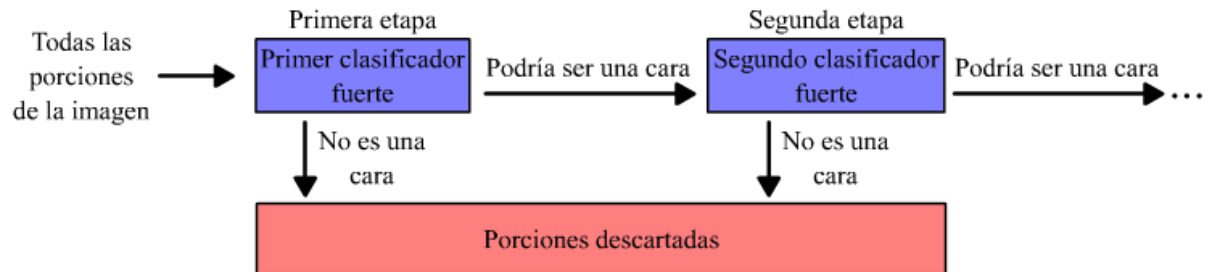 Primera etapa
Segunda etapa
Todas las
porciones
de la imagen
Primer clasificador
fuerte
Podría ser una cara
Segundo clasificador
fuerte
Podría ser una cara
...
No es una
cara
No es una
cara
Porciones descartadas